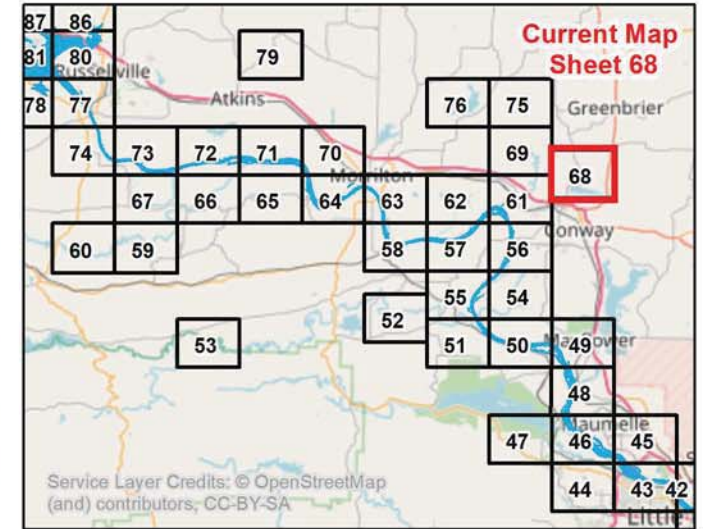 87 86
Current Map
Sheet 68
81 80 79
Russellville
78 77 Atkins 76 75 Greenbrier
74 73 72 71 70 69
Morrilton 68
67 66 65 64 63 62 61
Conway
60 59 58 57 56
55 54
52
53 51 50 49
48
Maumelle
47 46 45
Service Layer Credits: © OpenStreetMap
(and) contributors, CC-BY-SA
44 43 42
Little